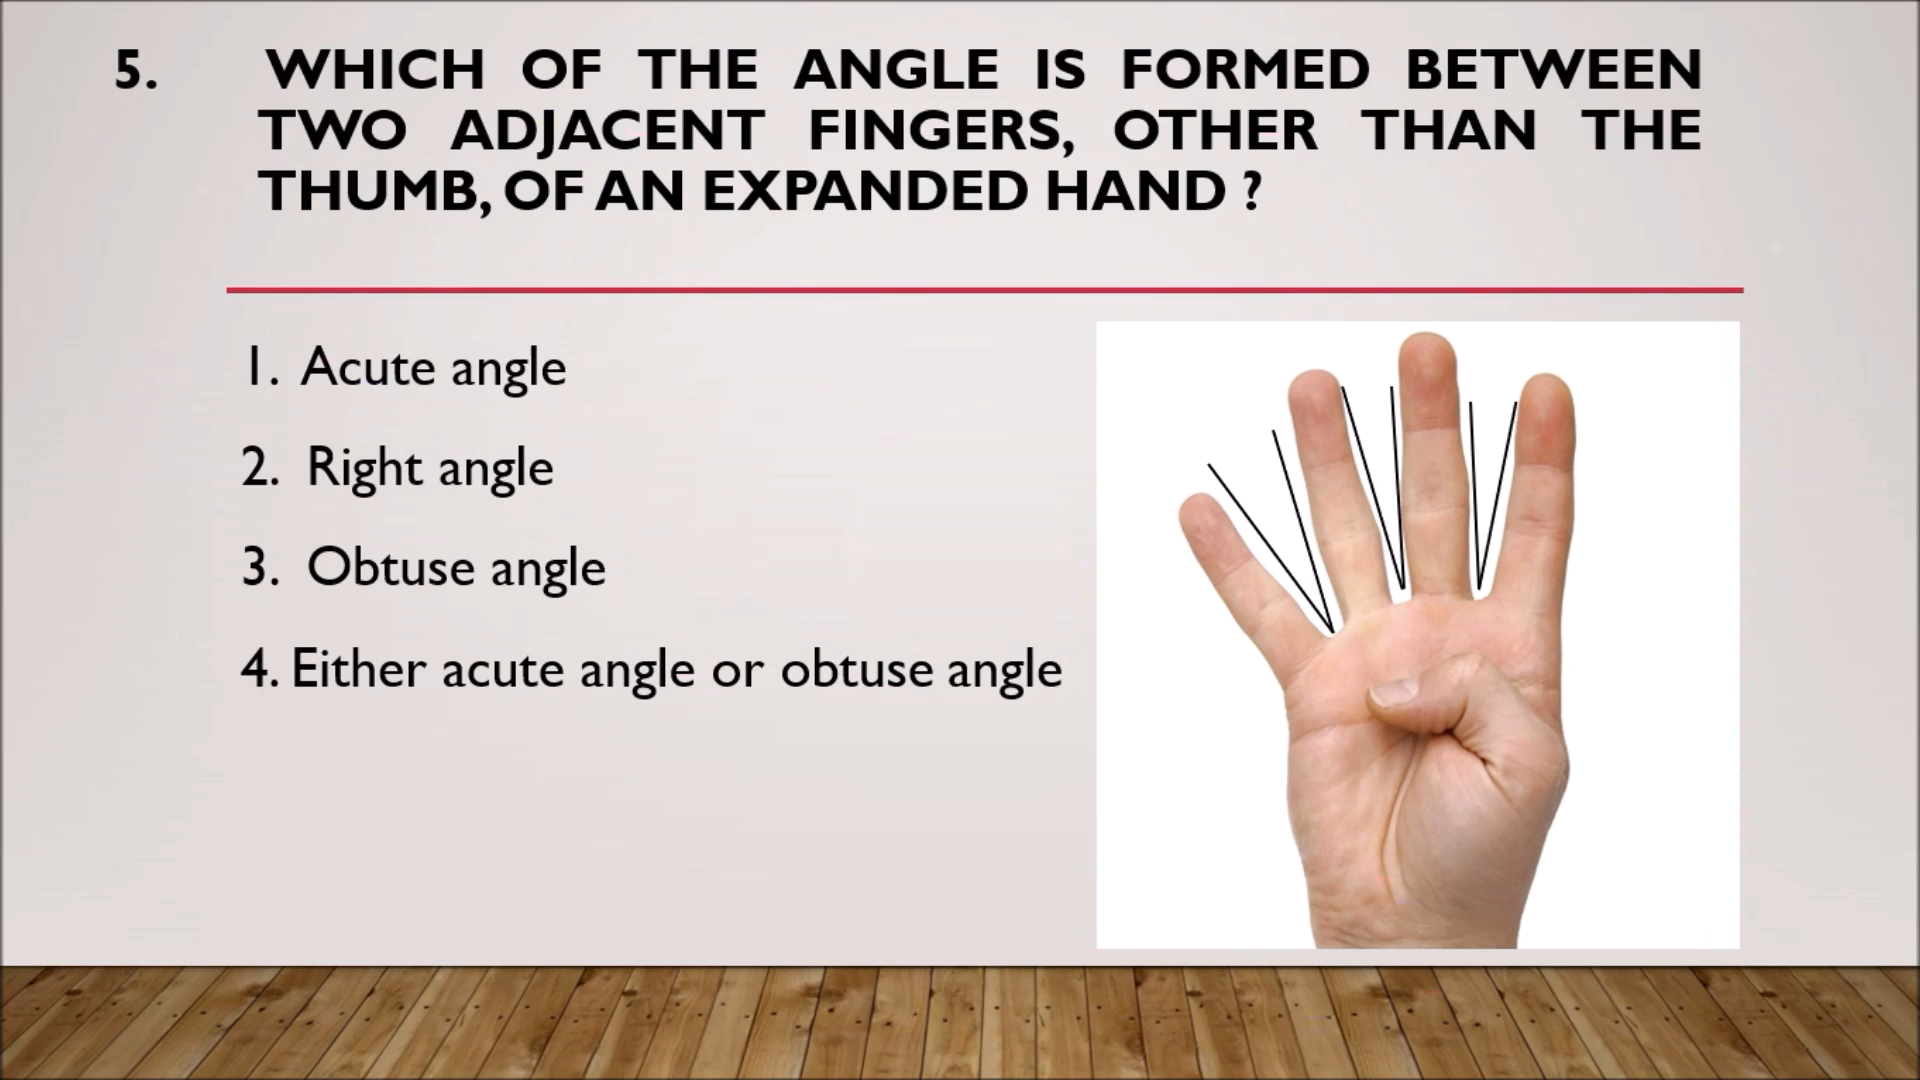 5. WHICH OF THE ANGLE IS FORMED BETWEEN
TWO ADJACENT FINGERS, OTHER THAN THE
THUMB, OF AN EXPANDED HAND ?
1. Acute angle
2. Right angle
3. Obtuse angle
4. Either acute angle or obtuse angle